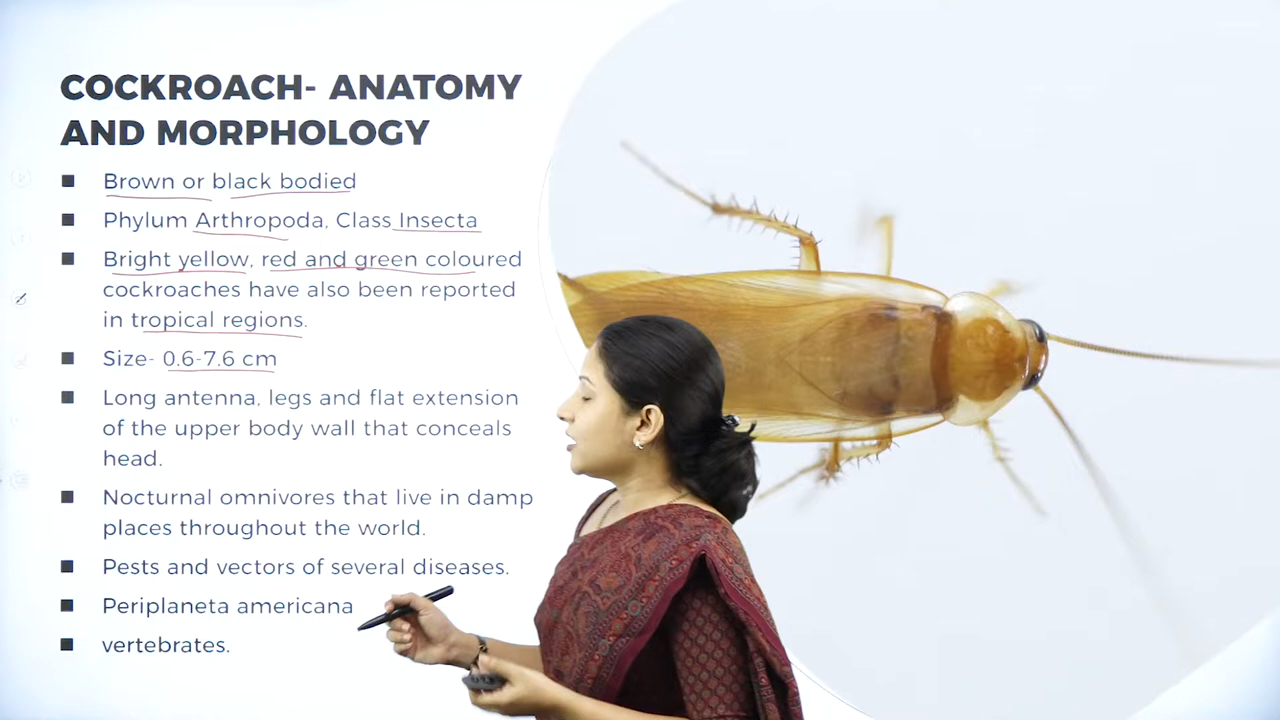 COCKROACH- ANATOMY
AND MORPHOLOGY
■ Brown or black bodied
■ Phylum Arthropoda, Class Insecta
■ Bright yellow, red and green coloured
cockroaches have also been reported
in tropical regions.
■ Size- 0.6-7.6 cm
■ Long antenna, legs and flat extension
of the upper body wall that conceals
head.
■ Nocturnal omnivores that live in damp
places throughout the world.
■ Pests and vectors of several diseases.
■ Periplaneta americana
■ vertebrates.